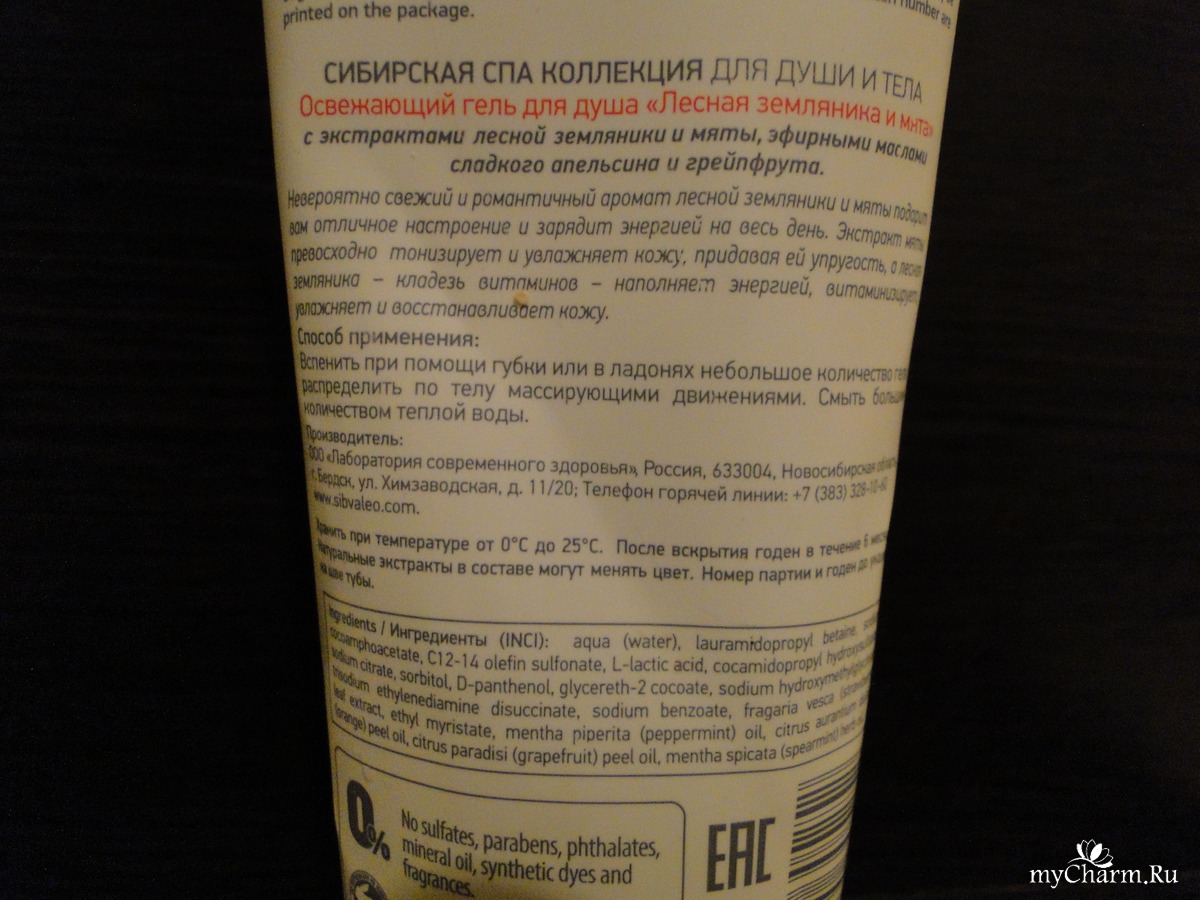 number are
printed on the package.
СИБИРСКАЯ СПА КОЛЛЕКЦИЯ ДЛЯ ДУШИ И ТЕЛА
Освежающий гель для душа «Лесная земляника и мята»
с экстрактами лесной земляники и мяты, эфирными маслами
сладкого апельсина и грейпфрута.
Невероятно свежий и романтичный аромат лесной земляники и мяты подарит
вам отличное настроение и зарядит энергией на весь день. Экстракт мяты
превосходно тонизирует и увлажняет кожу, придавая ей упругость, а лесная
земляника – кладезь витаминов – наполняет энергией, витаминизирует,
увлажняет и восстанавливает кожу.
Способ применения:
Вспенить при помощи губки или в ладонях небольшое количество
распределить по телу массирующими движениями. Смыть
количеством теплой воды.
Производитель:
ООО «Лаборатория современного здоровья», Россия, 633004, Новосибирская
г. Бердск, ул. Химзаводская, д. 11/20; Телефон горячей линии: +7 (383) 328-10-60
www.sibvaleo.com.
Хранить при температуре от 0°C до 25°C. После вскрытия годен в течение 6
Натуральные экстракты в составе могут менять цвет. Номер партии и годен до
на шве тубы.
Ingredients / Ингредиенты (INCI): aqua (water), lauramidopropyl betaine,
cocoamphoacetate, C12-14 olefin sulfonate, L-lactic acid, cocamidopropyl
sodium citrate, sorbitol, D-panthenol, glycereth-2 cocoate, sodium
trisodium ethylenediamine disuccinate, sodium benzoate, fragaria vesca
leaf extract, ethyl myristate, mentha piperita (peppermint) oil, citrus aurantium
(orange) peel oil, citrus paradisi (grapefruit) peel oil, mentha spicata (spearmint)
0%
No sulfates, parabens, phthalates,
mineral oil, synthetic dyes and
fragrances.
EAC
myCharm.Ru